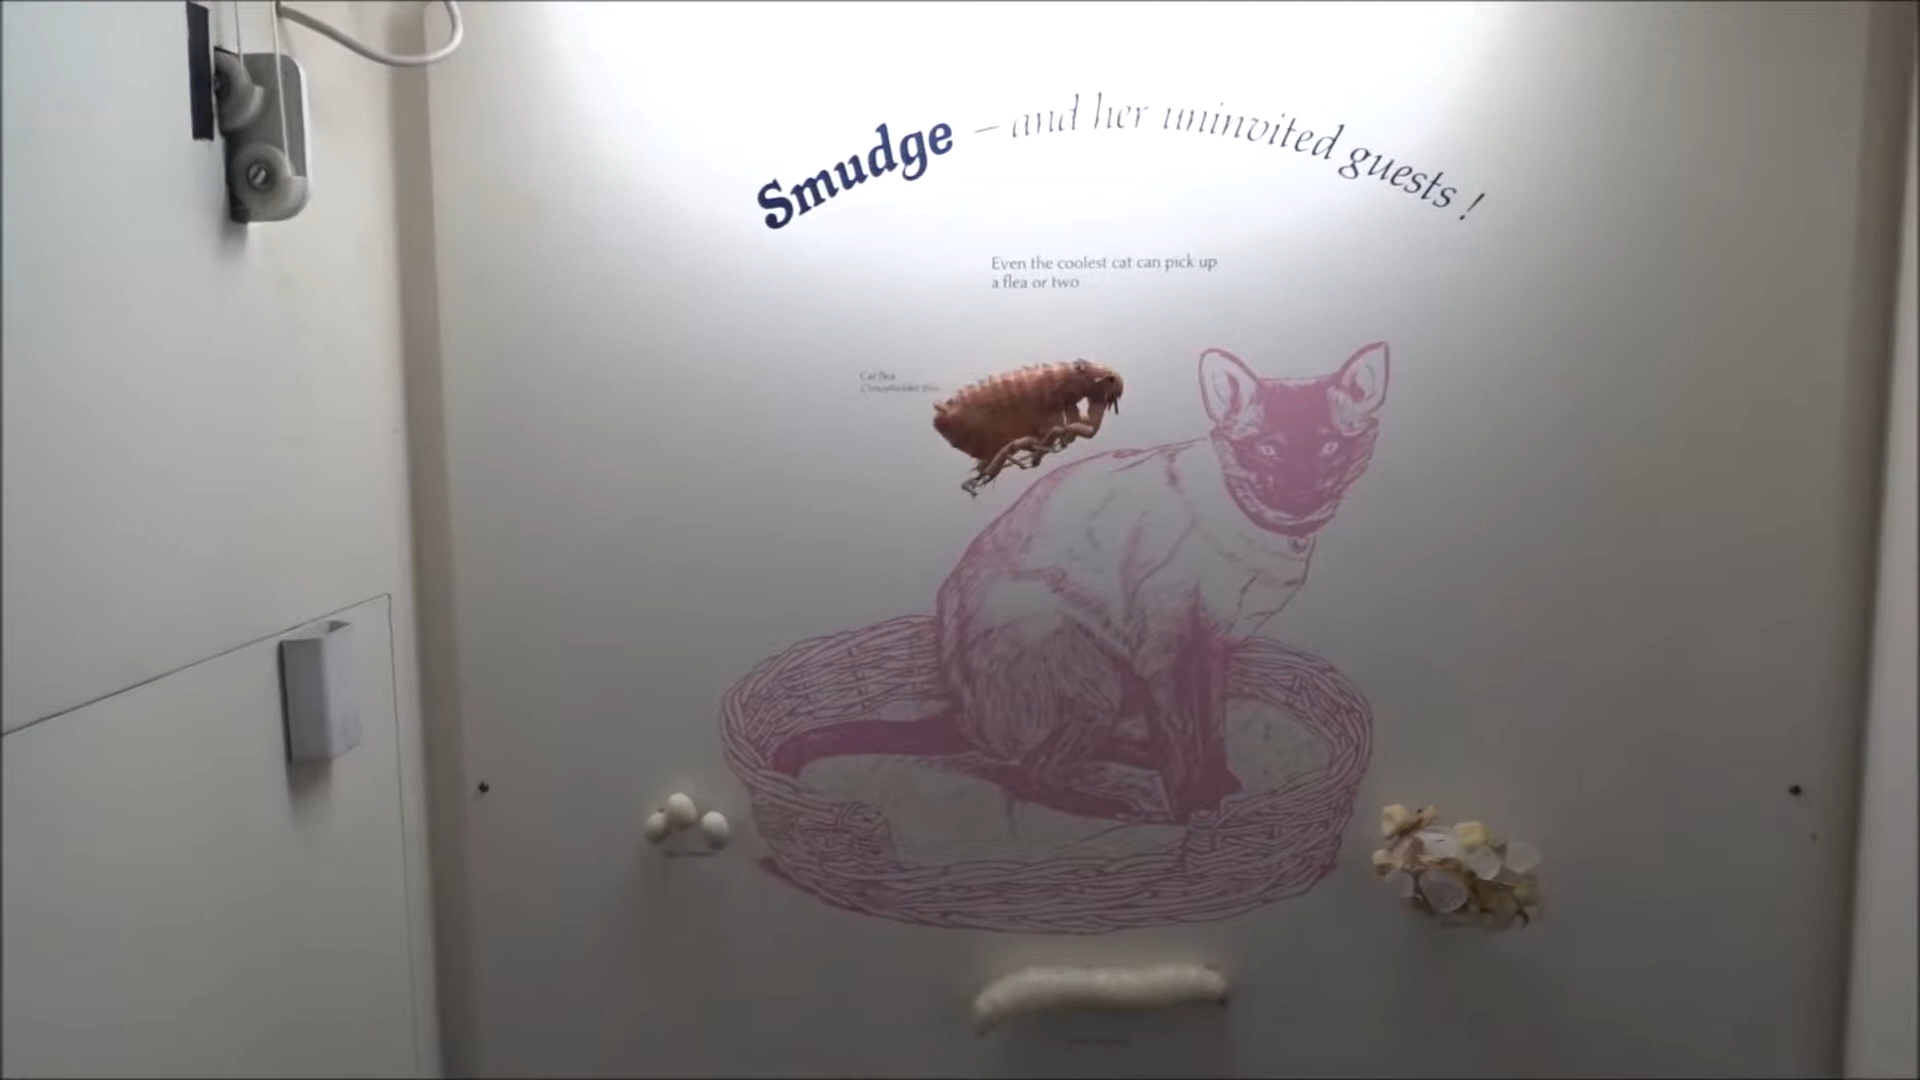 Smudge – and her uninvited guests !
Even the coolest cat can pick up
a flea or two
Cat flea